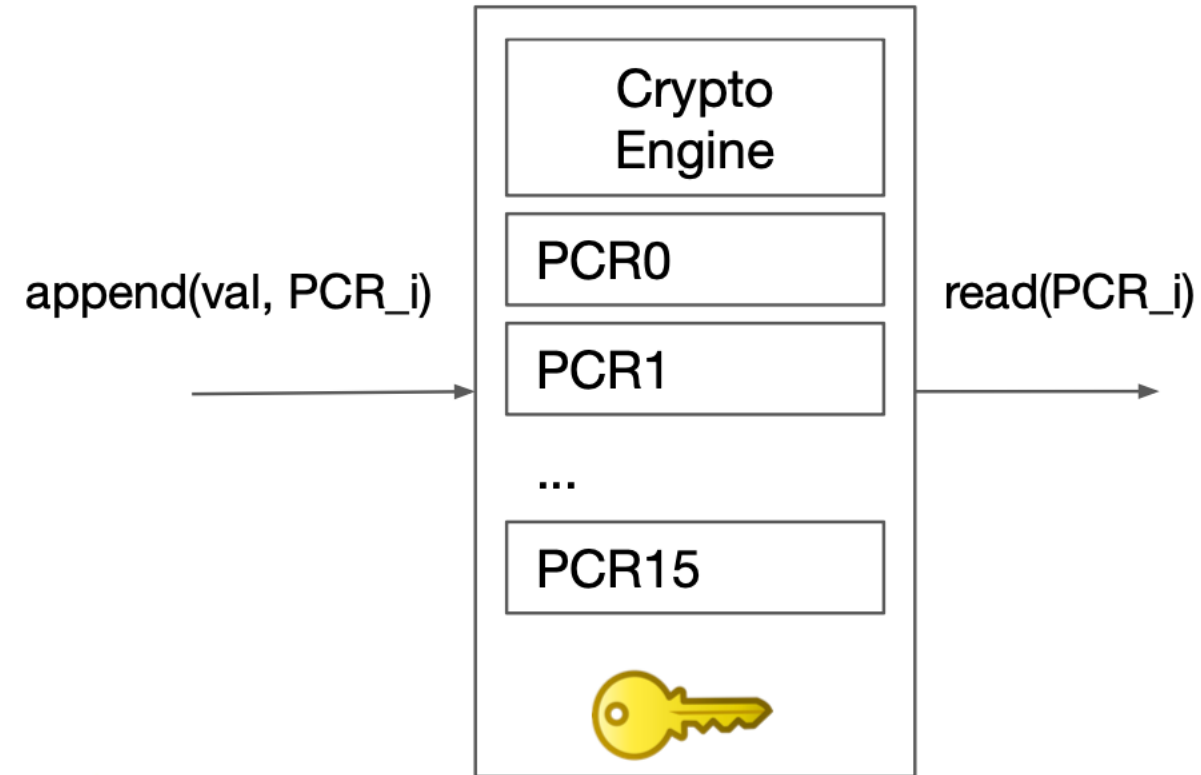 Crypto
Engine
PCR0
append(val, PCR_i)
read(PCR_i)
PCR1
...
PCR15